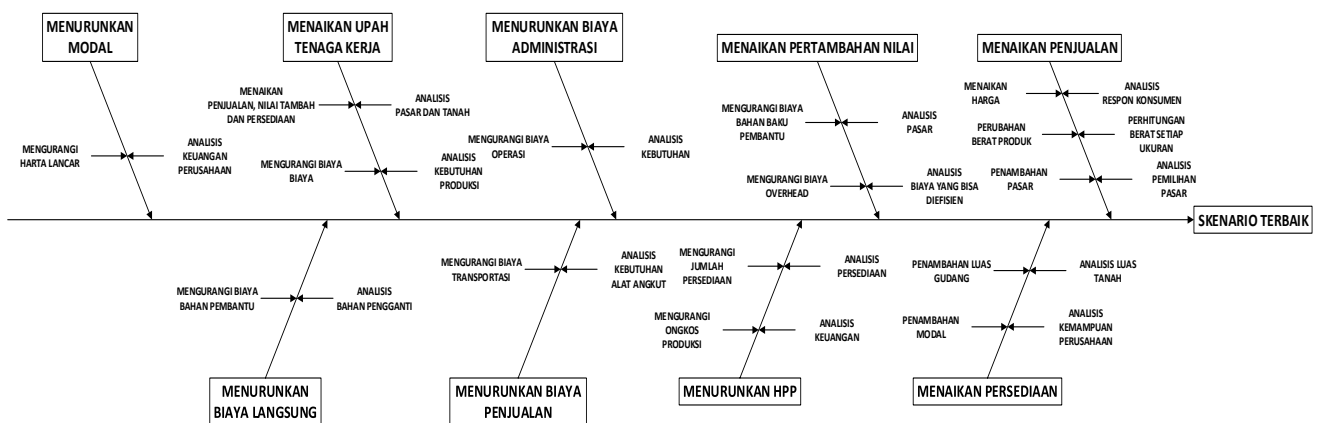 MENURUNKAN
MODAL
MENAIKAN UPAH
TENAGA KERJA
MENURUNKAN BIAYA
ADMINISTRASI
MENAIKAN PERTAMBAHAN NILAI
MENAIKAN PENJUALAN
MENGURANGI
HARTA LANCAR
ANALISIS
KEUANGAN
PERUSAHAAN
MENAIKAN
PENJUALAN, NILAI TAMBAH
DAN PERSEDIAAN
ANALISIS
PASAR DAN TANAH
MENGURANGI BIAYA
BIAYA
ANALISIS
KEBUTUHAN
PRODUKSI
MENGURANGI BIAYA
OPERASI
ANALISIS
KEBUTUHAN
MENGURANGI BIAYA
BAHAN BAKU
PEMBANTU
ANALISIS
PASAR
MENGURANGI BIAYA
OVERHEAD
ANALISIS
BIAYA YANG BISA
DIEFISIEN
MENAIKAN
HARGA
ANALISIS
RESPON KONSUMEN
PERUBAHAN
BERAT PRODUK
PERHITUNGAN
BERAT SETIAP
UKURAN
PENAMBAHAN
PASAR
ANALISIS
PEMILIHAN
PASAR
SKENARIO TERBAIK
MENGURANGI BIAYA
BAHAN PEMBANTU
ANALISIS
BAHAN PENGGANTI
MENGURANGI BIAYA
TRANSPORTASI
ANALISIS
KEBUTUHAN
ALAT ANGKUT
MENGURANGI
JUMLAH
PERSEDIAAN
ANALISIS
PERSEDIAAN
MENGURANGI
ONGKOS
PRODUKSI
ANALISIS
KEUANGAN
PENAMBAHAN LUAS
GUDANG
ANALISIS LUAS
TANAH
PENAMBAHAN
MODAL
ANALISIS
KEMAMPUAN
PERUSAHAAN
MENURUNKAN
BIAYA LANGSUNG
MENURUNKAN BIAYA
PENJUALAN
MENURUNKAN HPP
MENAIKAN PERSEDIAAN